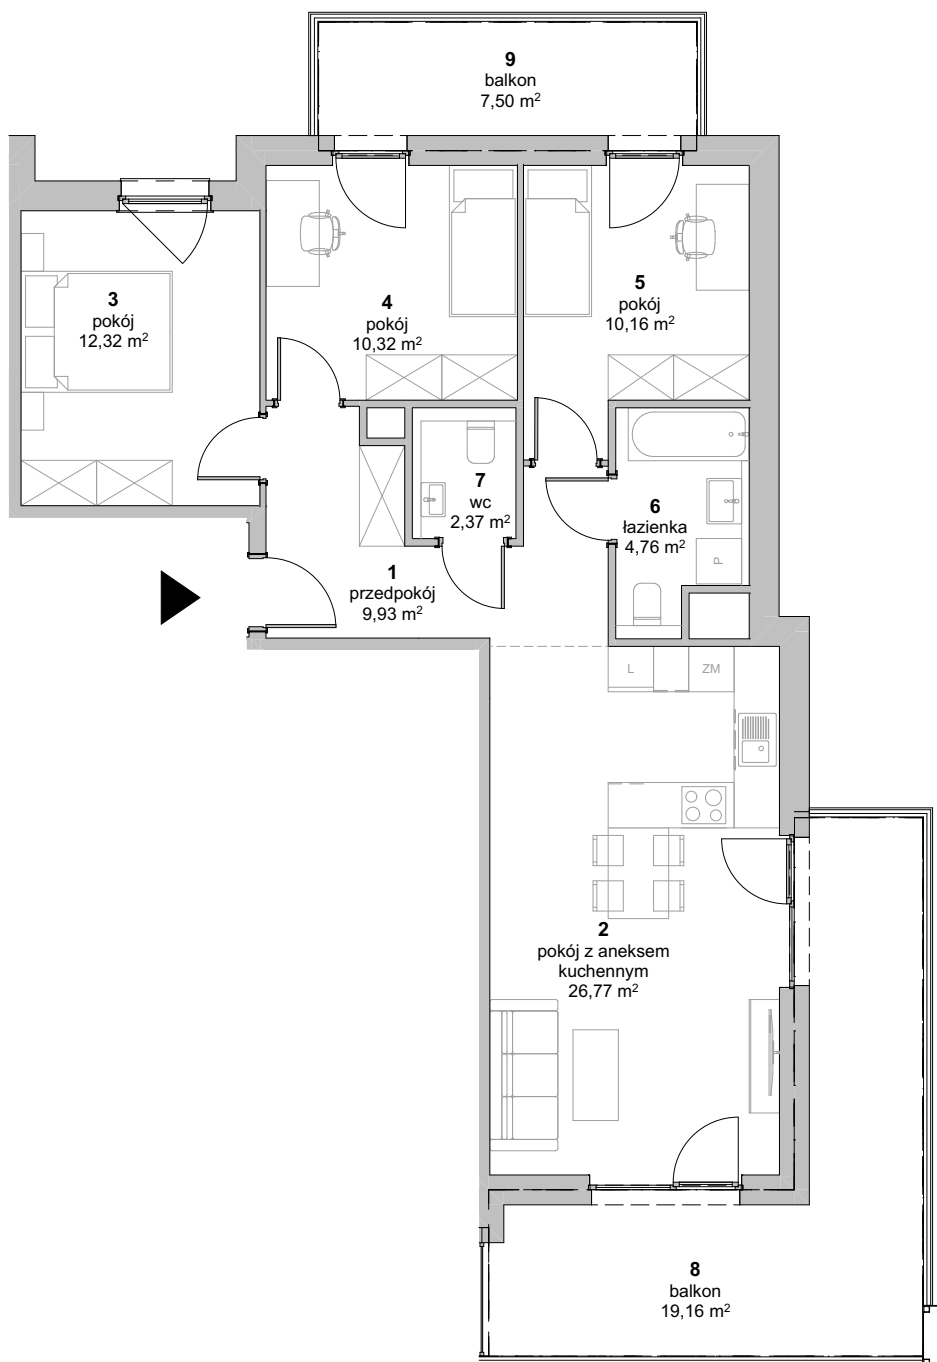 9
balkon
7,50 m²
3
pokój
12,32 m²
4
pokój
10,32 m²
5
pokój
10,16 m²
7
wc
2,37 m²
6
łazienka
4,76 m²
P
1
przedpokój
9,93 m²
L
ZM
2
pokój z aneksem
kuchennym
26,77 m²
8
balkon
19,16 m²